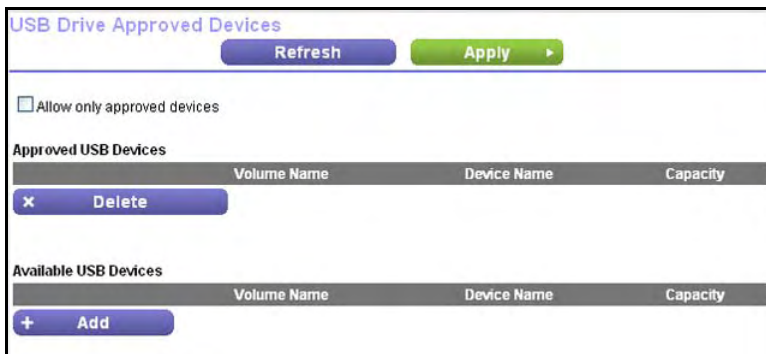 USB Drive Approved Devices
Refresh Apply
Allow only approved devices
Approved USB Devices
Volume Name Device Name Capacity
Delete
Available USB Devices
Volume Name Device Name Capacity
Add